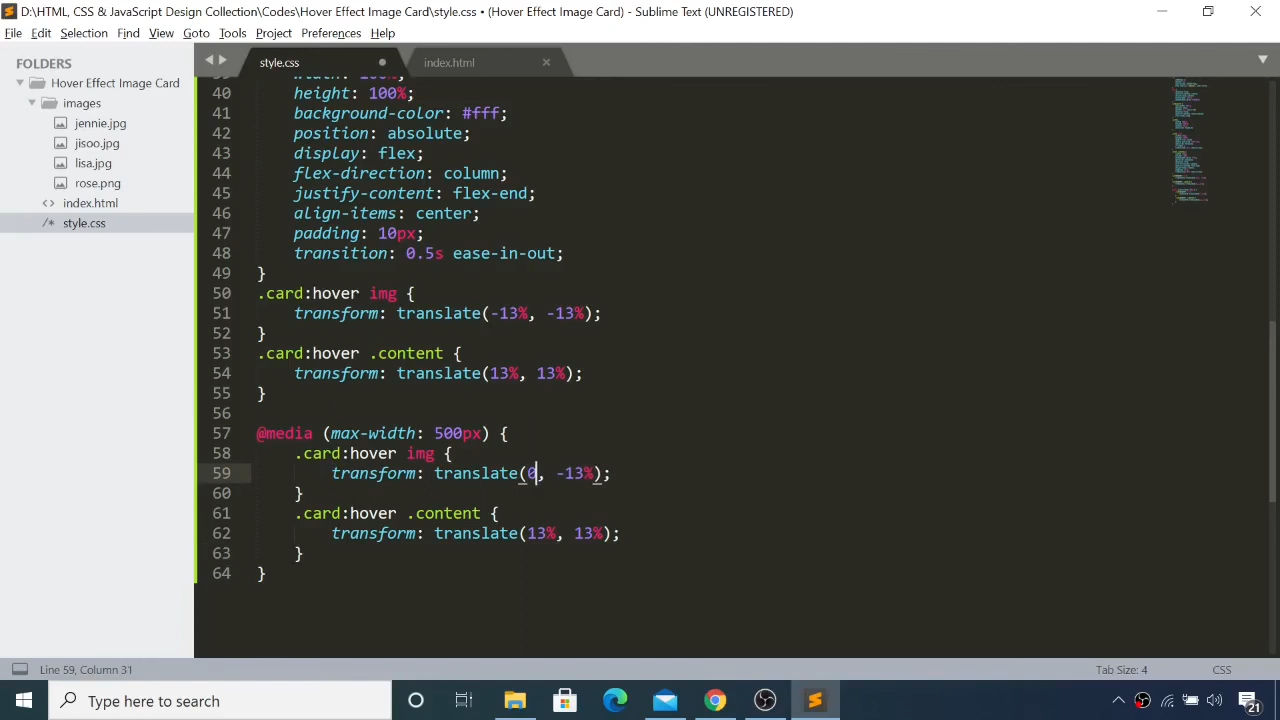 D:\HTML, CSS & JavaScript Design Collection\Codes\Hover Effect Image Card\style.css • (Hover Effect Image Card) - Sublime Text (UNREGISTERED)
File Edit Selection Find View Goto Tools Project Preferences Help
FOLDERS
Hover Effect Image Card
images
jennie.jpg
jisoo.jpg
lisa.jpg
rose.png
index.html
/* style.css
style.css
index.html
39 width: 100%;
40 height: 100%;
41 background-color: #fff;
42 position: absolute;
43 display: flex;
44 flex-direction: column;
45 justify-content: flex-end;
46 align-items: center;
47 padding: 10px;
48 transition: 0.5s ease-in-out;
49 }
50 .card:hover img {
51 transform: translate(-13%, -13%);
52 }
53 .card:hover .content {
54 transform: translate(13%, 13%);
55 }
56
57 @media (max-width: 500px) {
58 .card:hover img {
59 transform: translate(0, -13%);
60 }
61 .card:hover .content {
62 transform: translate(13%, 13%);
63 }
64 }
Line 59, Column 31 Tab Size: 4 CSS
Type here to search
21